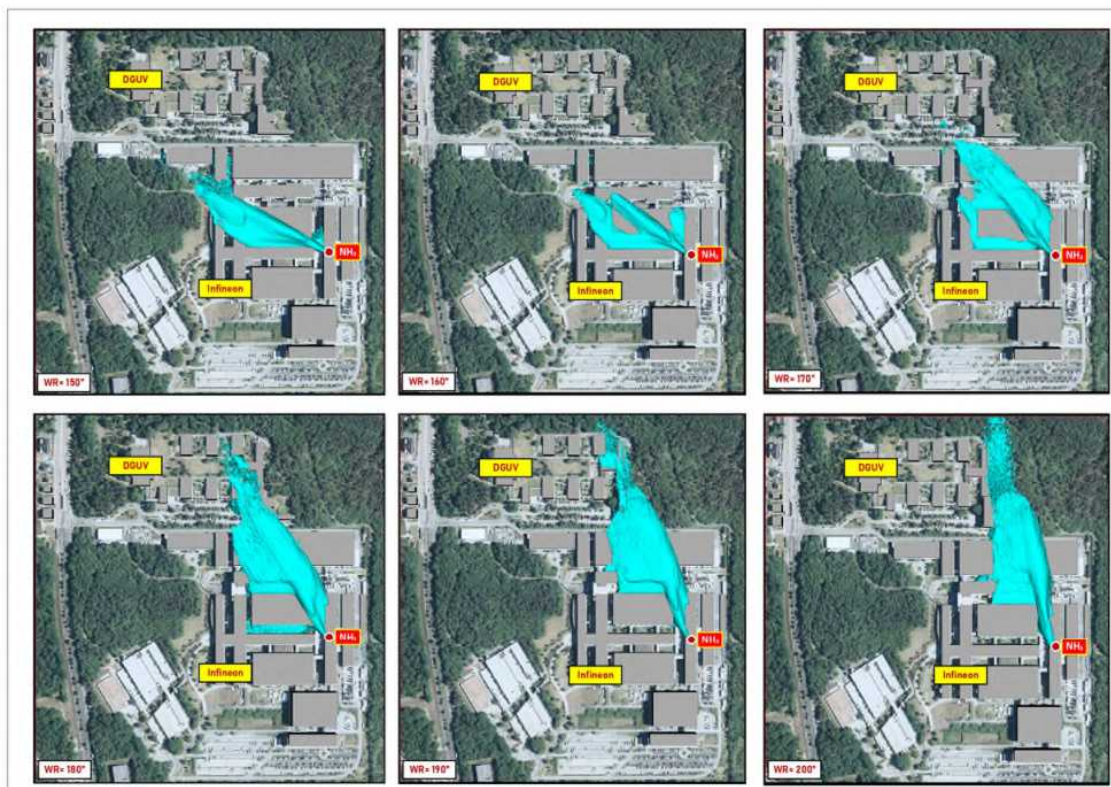 DGUV
NH₃
Infineon
WR= 150°
DGUV
NH₃
Infineon
WR= 160°
DGUV
NH₃
Infineon
WR= 170°
DGUV
NH₃
Infineon
WR= 180°
DGUV
NH₃
Infineon
WR= 190°
DGUV
NH₃
Infineon
WR= 200°